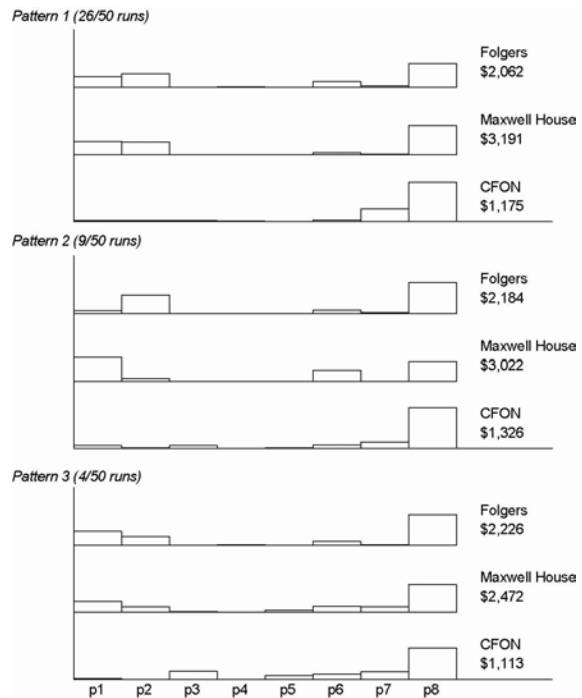 Pattern 1 (26/50 runs)
Folgers
$2,062
Maxwell House
$3,191
CFON
$1,175
Pattern 2 (9/50 runs)
Folgers
$2,184
Maxwell House
$3,022
CFON
$1,326
Pattern 3 (4/50 runs)
Folgers
$2,226
Maxwell House
$2,472
CFON
$1,113
p1 p2 p3 p4 p5 p6 p7 p8